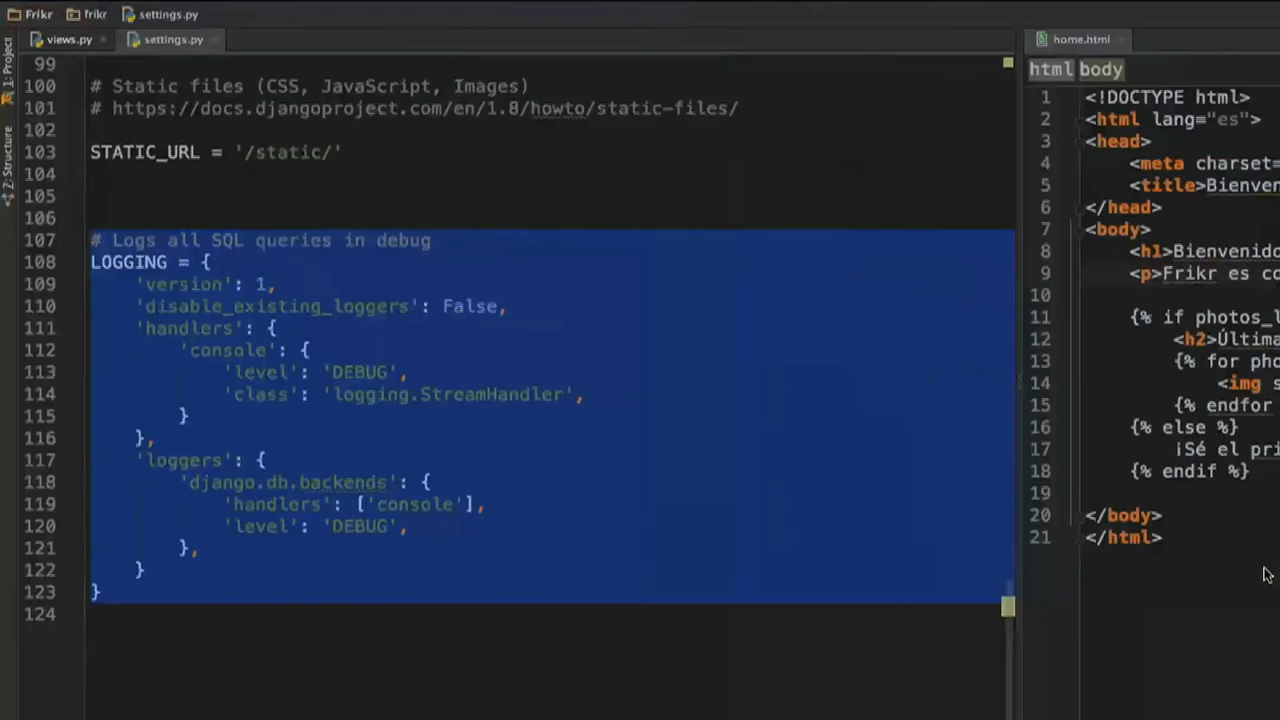 Frikr frikr settings.py
views.py settings.py
1: Project
7: Structure
99
100 # Static files (CSS, JavaScript, Images)
101 # https://docs.djangoproject.com/en/1.8/howto/static-files/
102
103 STATIC_URL = '/static/'
104
105
106
107 # Logs all SQL queries in debug
108 LOGGING = {
109 'version': 1,
110 'disable_existing_loggers': False,
111 'handlers': {
112 'console': {
113 'level': 'DEBUG',
114 'class': 'logging.StreamHandler',
115 }
116 },
117 'loggers': {
118 'django.db.backends': {
119 'handlers': ['console'],
120 'level': 'DEBUG',
121 },
122 }
123 }
124
home.html
html body
1 <!DOCTYPE html>
2 <html lang="es">
3 <head>
4 <meta charset=
5 <title>Bienven
6 </head>
7 <body>
8 <h1>Bienvenido
9 <p>Frikr es co
10
11 {% if photos_l
12 <h2>Última
13 {% for pho
14 <img s
15 {% endfor
16 {% else %}
17 ¡Sé el pri
18 {% endif %}
19
20 </body>
21 </html>